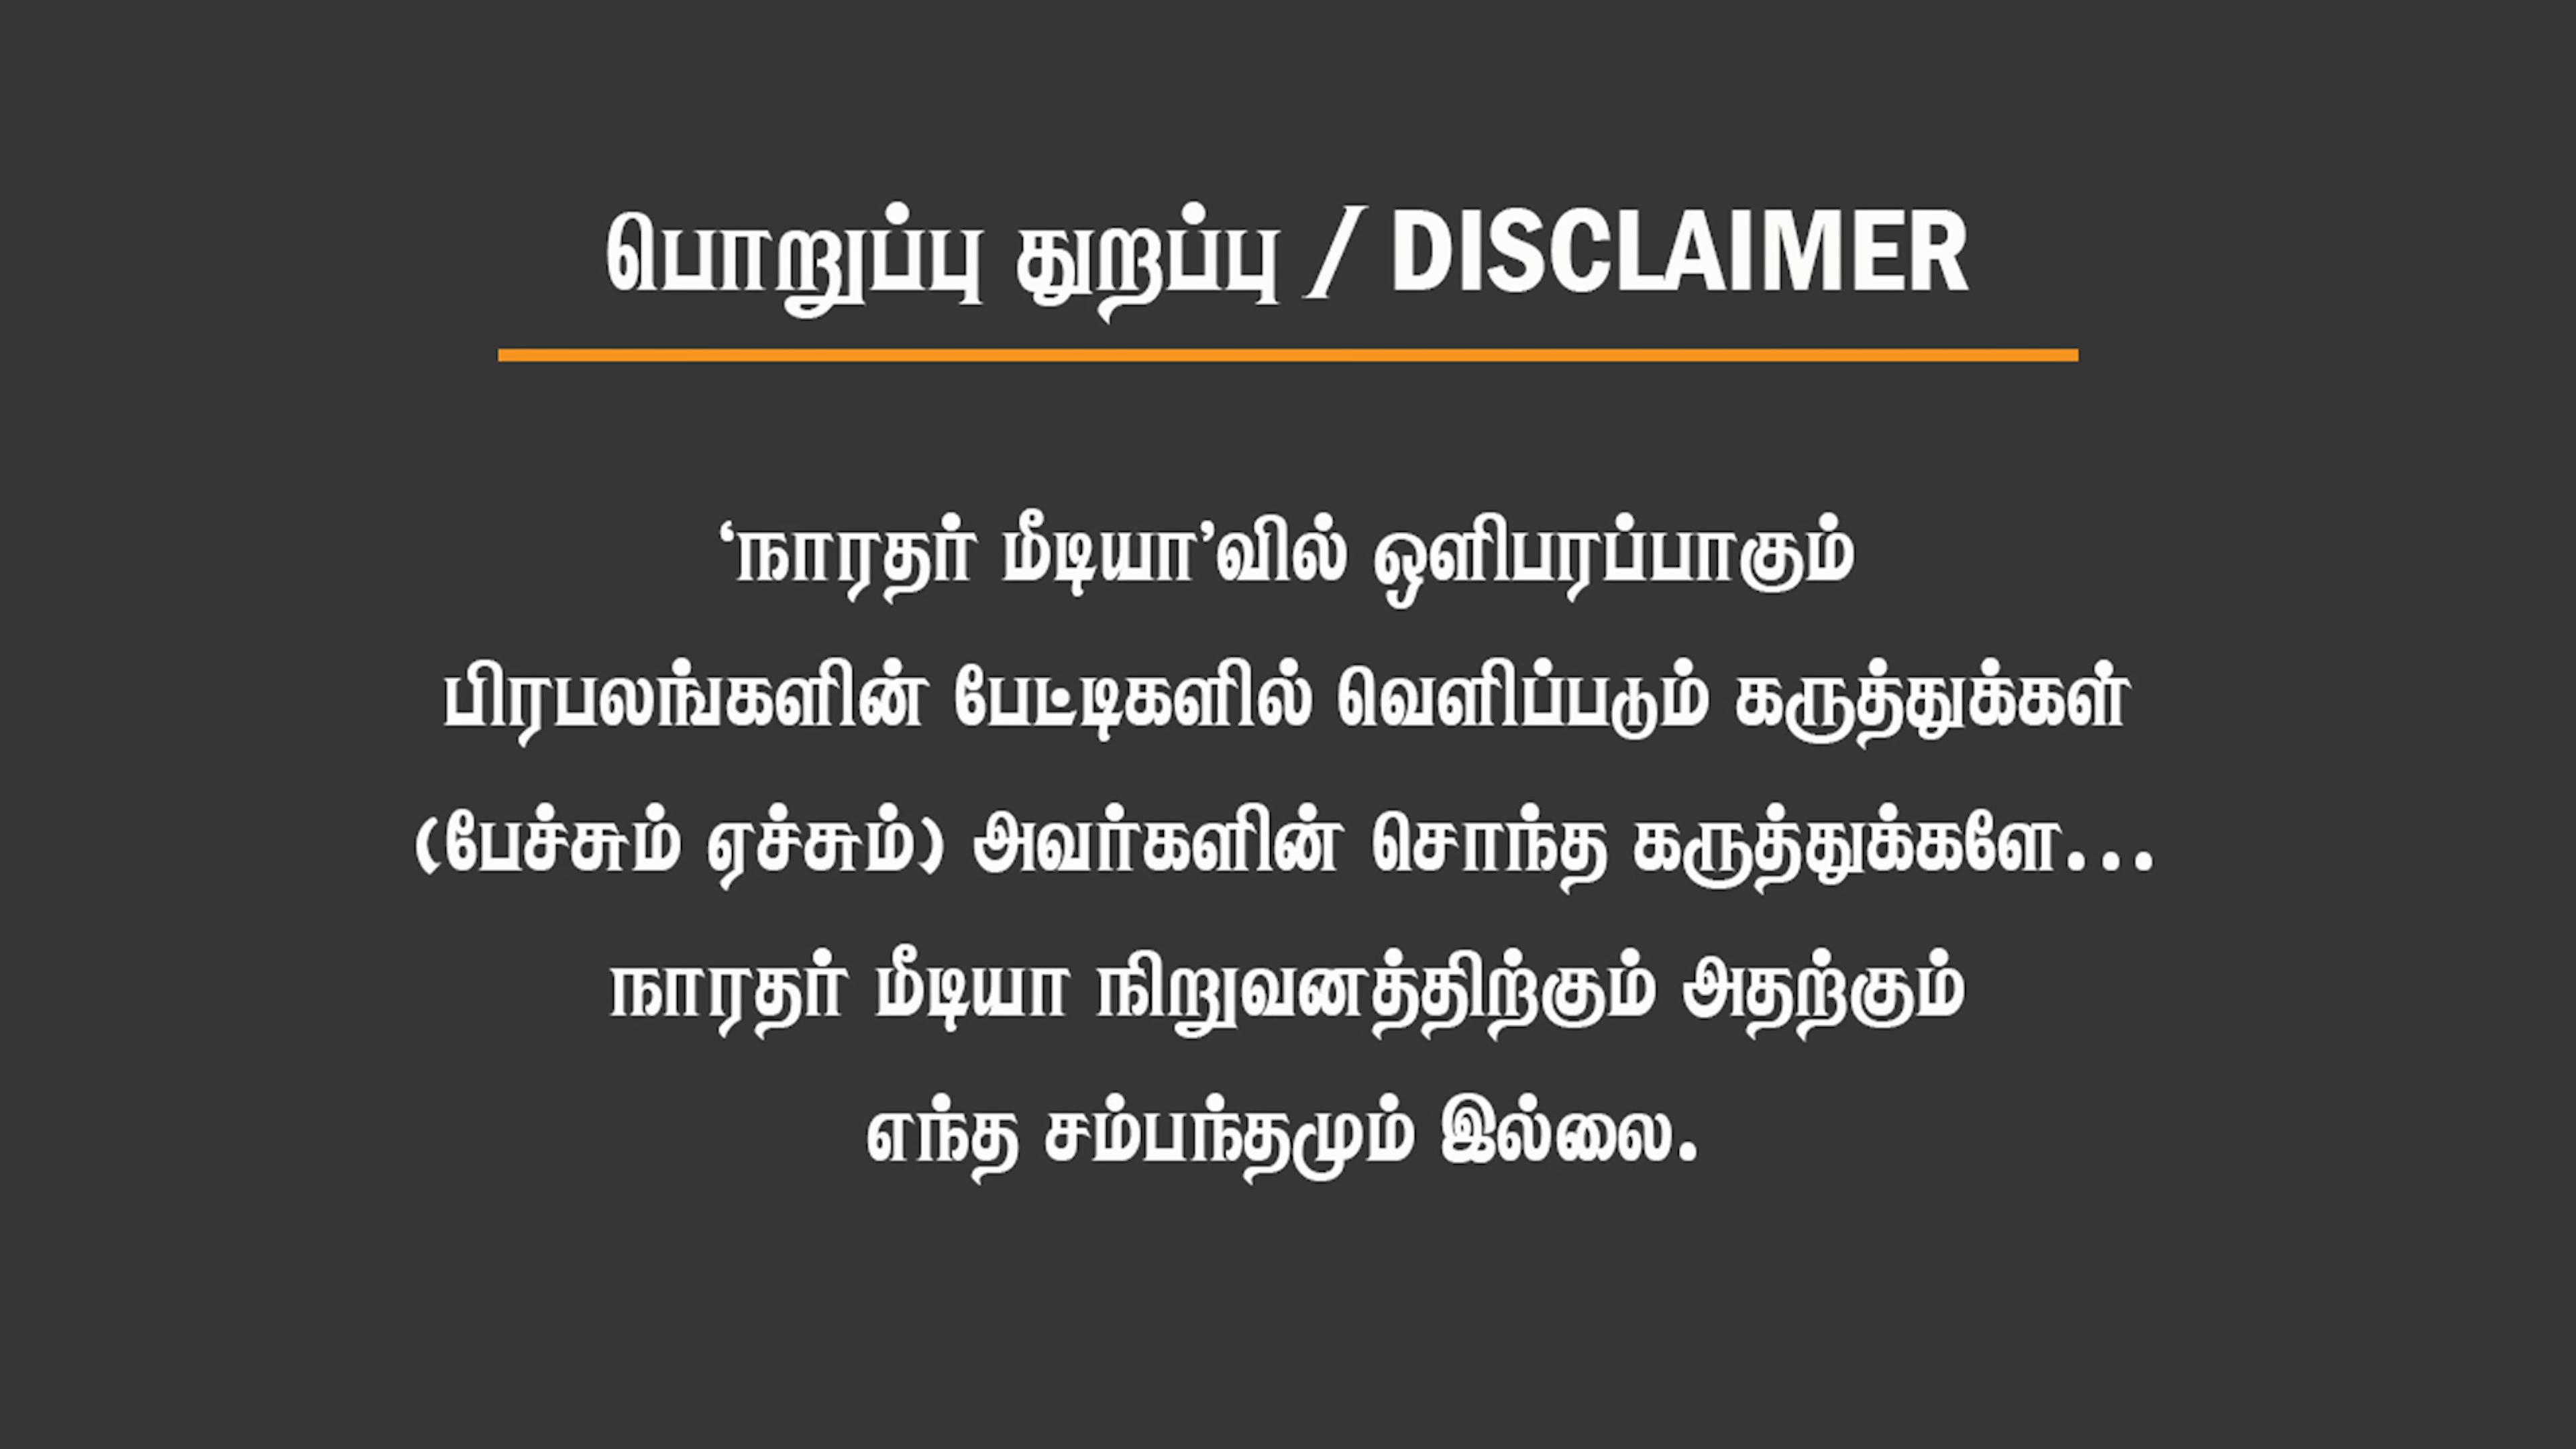 பொறுப்பு துறப்பு / DISCLAIMER
‘நாரதர் மீடியா’வில் ஒளிபரப்பாகும்
பிரபலங்களின் பேட்டிகளில் வெளிப்படும் கருத்துக்கள்
(பேச்சும் ஏச்சும்) அவர்களின் சொந்த கருத்துக்களே...
நாரதர் மீடியா நிறுவனத்திற்கும் அதற்கும்
எந்த சம்பந்தமும் இல்லை.